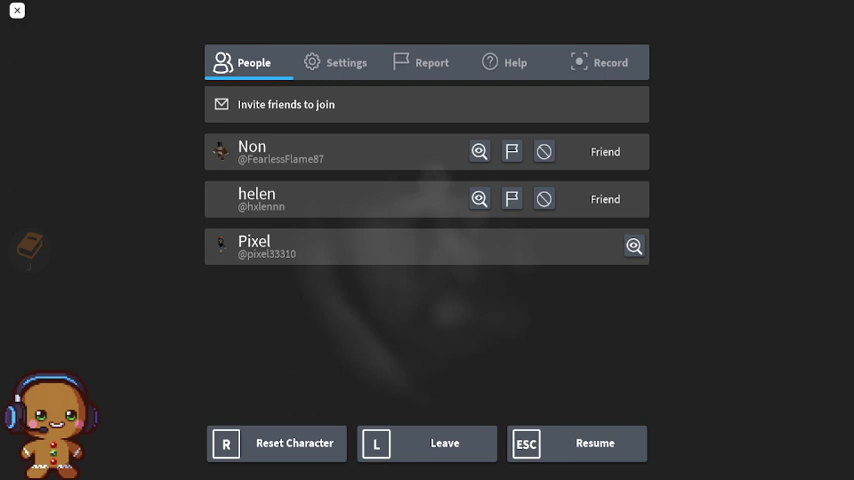 People
Settings
Report
Help
Record
Invite friends to join
Non
@FearlessFlame87
Friend
helen
@hxlennn
Friend
Pixel
@pixel33310
R
Reset Character
L
Leave
ESC
Resume